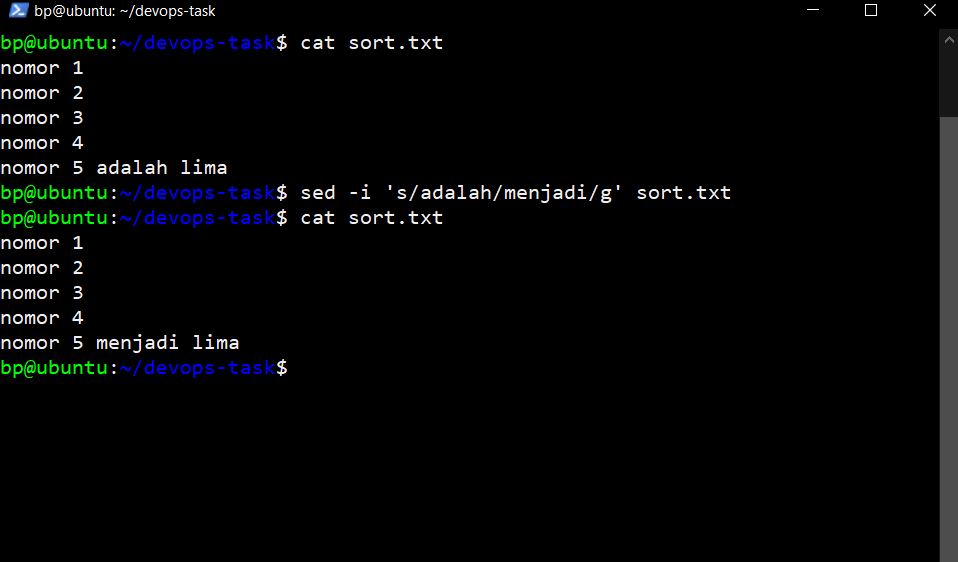 bp@ubuntu: ~/devops-task
bp@ubuntu:~/devops-task$ cat sort.txt
nomor 1
nomor 2
nomor 3
nomor 4
nomor 5 adalah lima
bp@ubuntu:~/devops-task$ sed -i 's/adalah/menjadi/g' sort.txt
bp@ubuntu:~/devops-task$ cat sort.txt
nomor 1
nomor 2
nomor 3
nomor 4
nomor 5 menjadi lima
bp@ubuntu:~/devops-task$